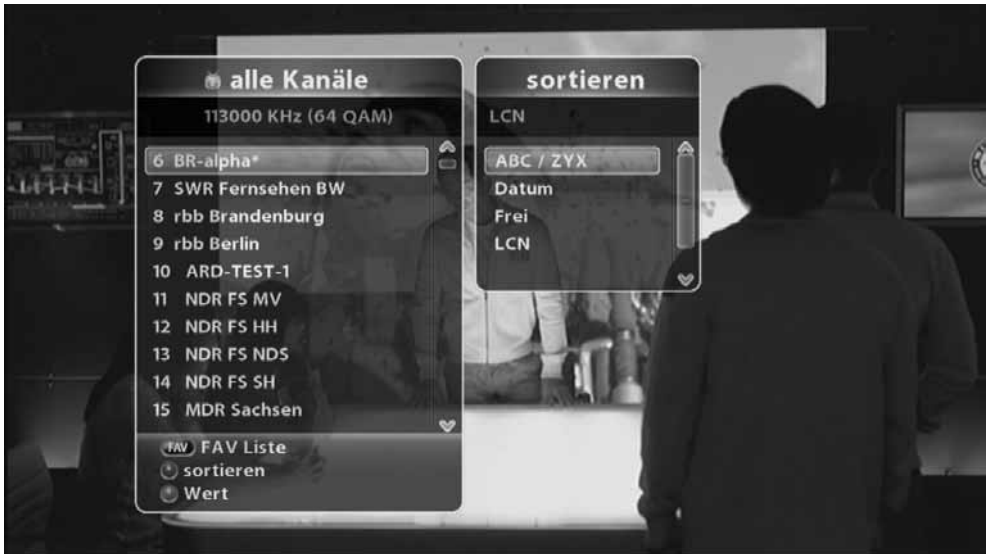 alle Kanäle
113000 KHz (64 QAM)
6 BR-alpha*
7 SWR Fernsehen BW
8 rbb Brandenburg
9 rbb Berlin
10 ARD-TEST-1
11 NDR FS MV
12 NDR FS HH
13 NDR FS NDS
14 NDR FS SH
15 MDR Sachsen
FAV FAV Liste
sortieren
Wert
sortieren
LCN
ABC / ZYX
Datum
Frei
LCN